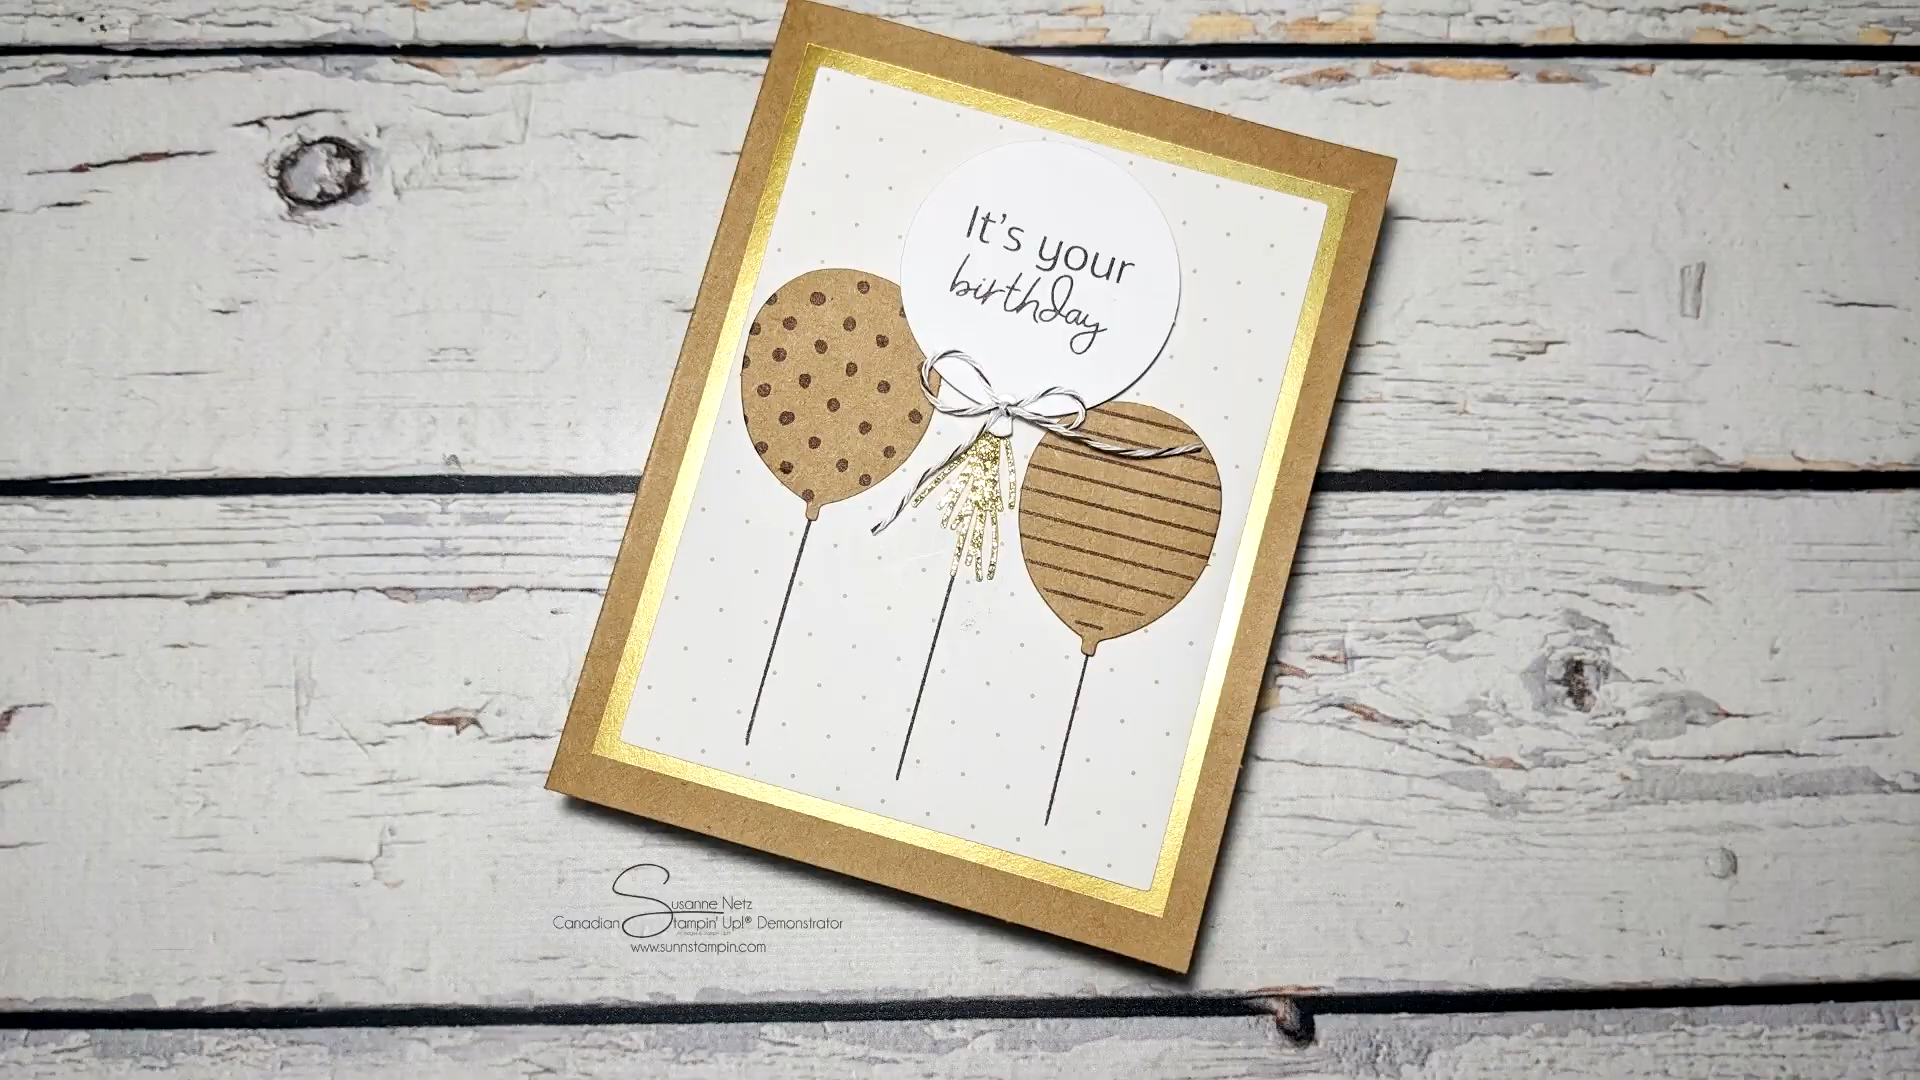 It's your
birthday
Susanne Netz
Canadian Stampin' Up!® Demonstrator
www.sunnstampin.com